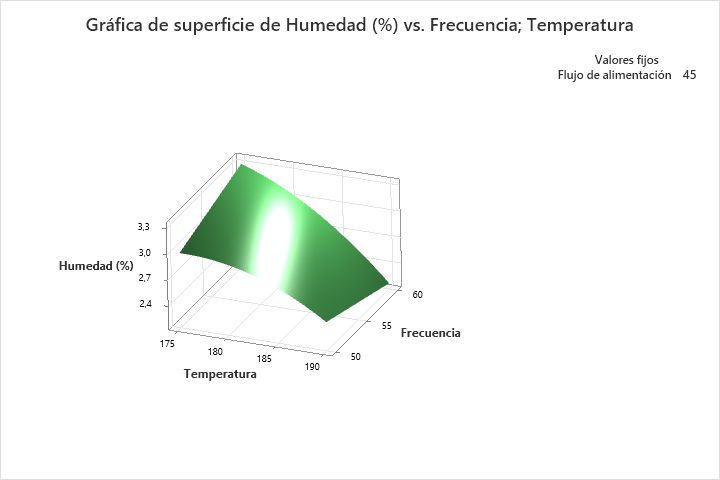 Gráfica de superficie de Humedad (%) vs. Frecuencia; Temperatura
Valores fijos
Flujo de alimentación 45
3,3
3,0
Humedad (%)
2,7
2,4
60
55
Frecuencia
50
175
180
185
190
Temperatura